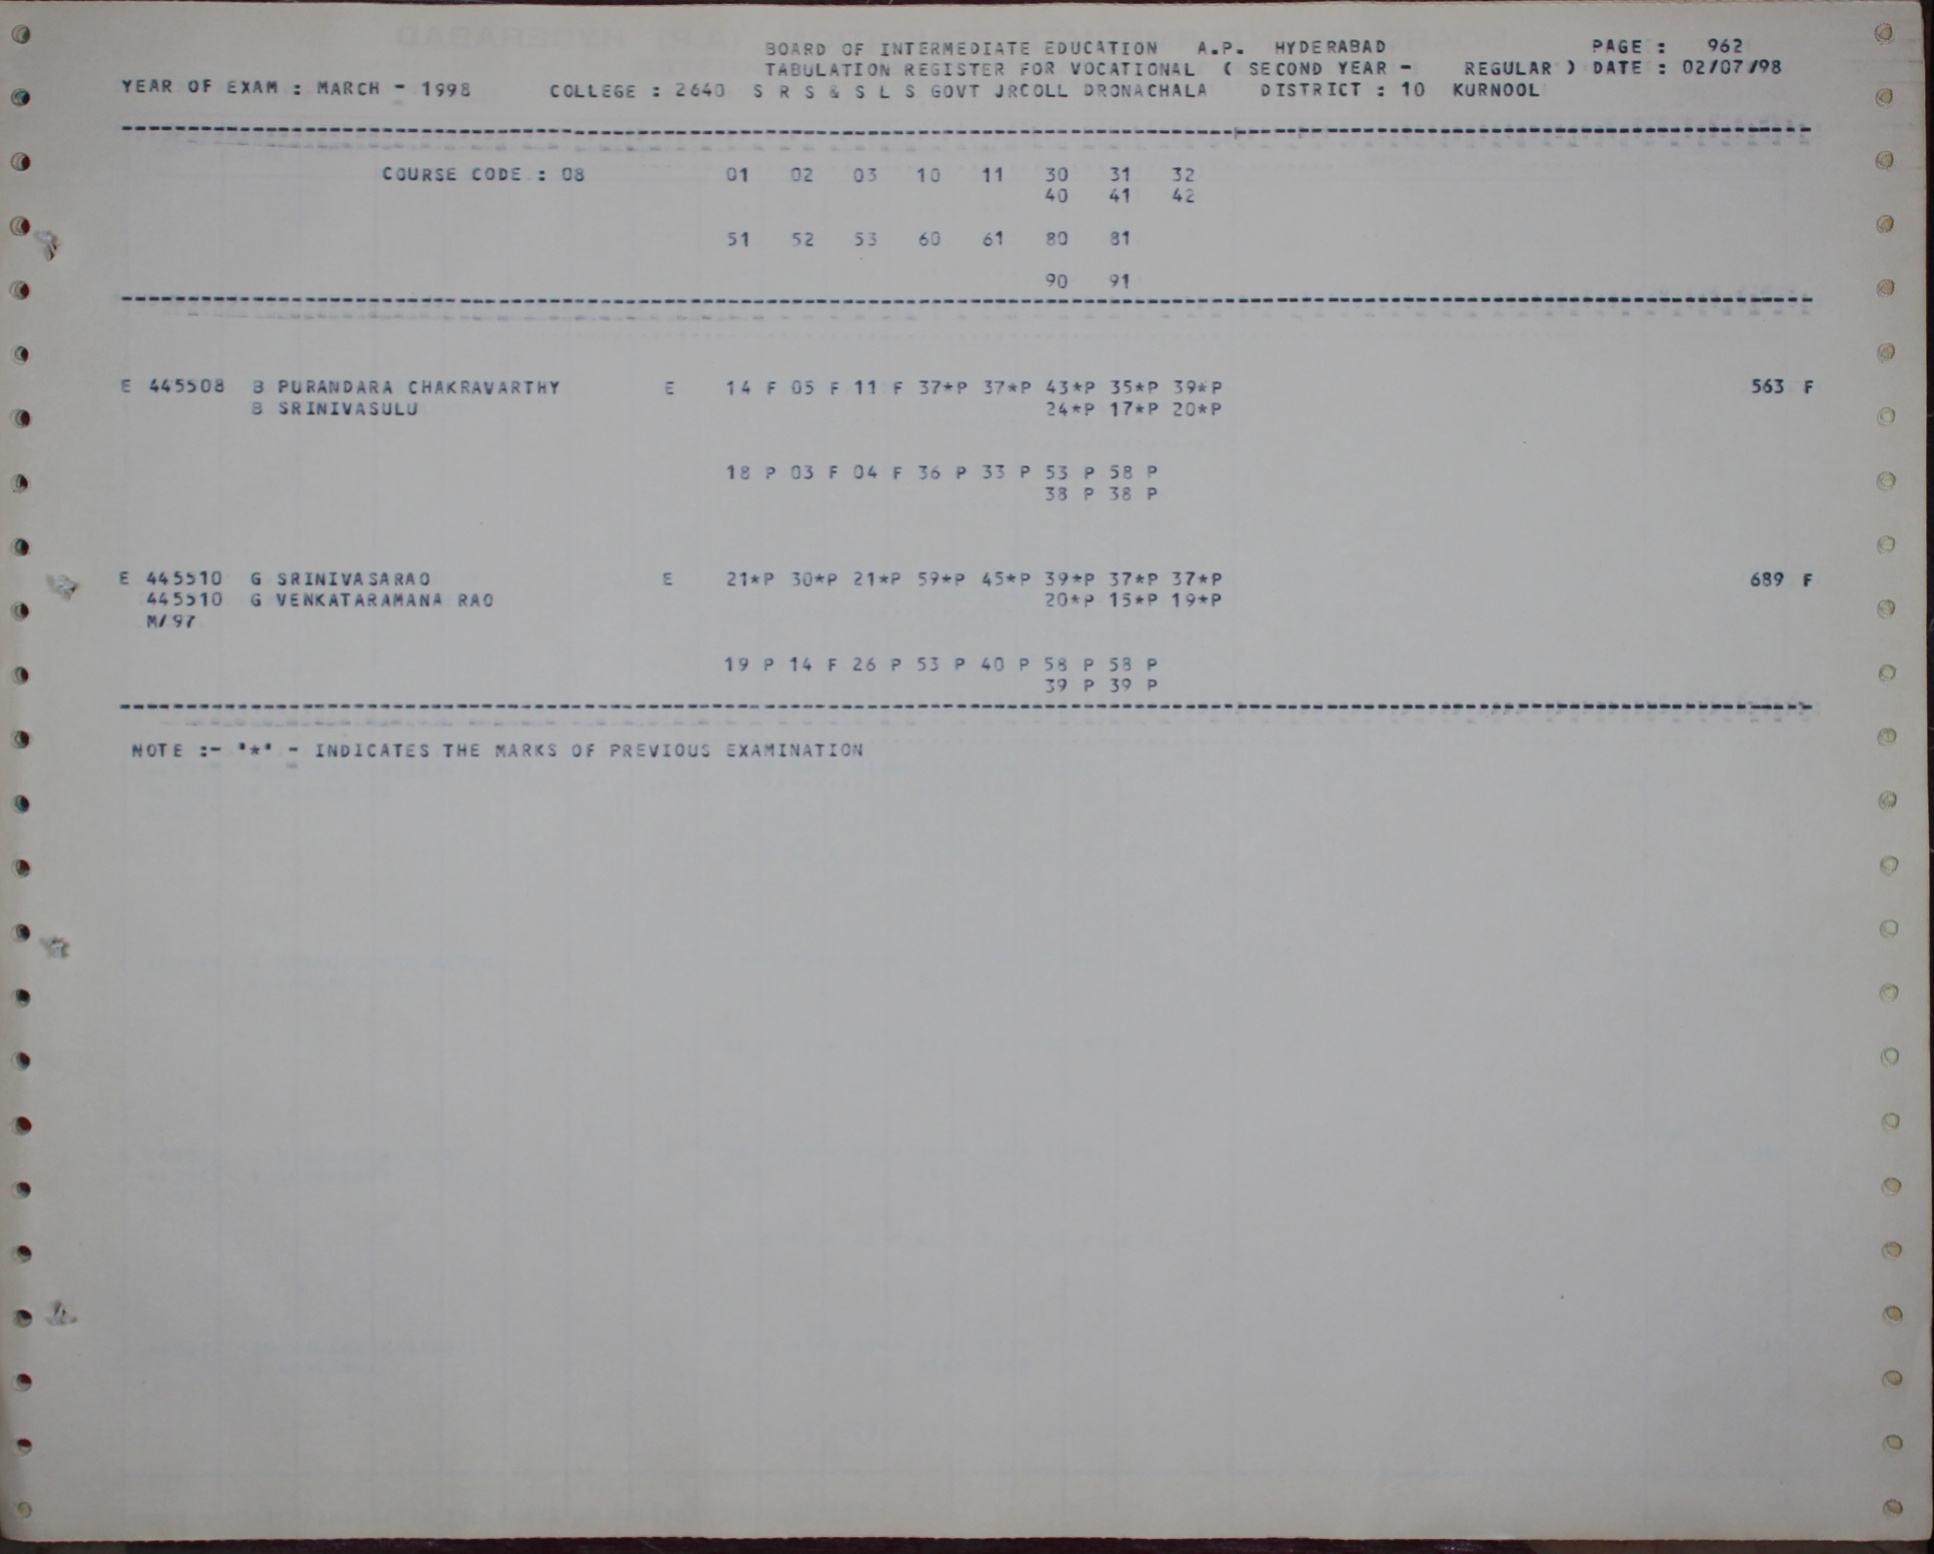 BOARD OF INTERMEDIATE EDUCATION A.P. HYDERABAD PAGE : 962
TABULATION REGISTER FOR VOCATIONAL ( SECOND YEAR - REGULAR ) DATE : 02/07/98
YEAR OF EXAM : MARCH - 1998 COLLEGE : 2640 S R S & S L S GOVT JRCOLL DRONACHALA DISTRICT : 10 KURNOOL
COURSE CODE : 08 01 02 03 10 11 30 31 32
40 41 42
51 52 53 60 61 80 81
90 91
E 445508 B PURANDARA CHAKRAVARTHY E 14 F 05 F 11 F 37*P 37*P 43*P 35*P 39*P 563 F
B SRINIVASULU 24*P 17*P 20*P
18 P 03 F 04 F 36 P 33 P 53 P 58 P
38 P 38 P
E 445510 G SRINIVASARAO E 21*P 30*P 21*P 59*P 45*P 39*P 37*P 37*P 689 F
445510 G VENKATARAMANA RAO 20*P 15*P 19*P
M/97
19 P 14 F 26 P 53 P 40 P 58 P 58 P
39 P 39 P
NOTE :- '*' - INDICATES THE MARKS OF PREVIOUS EXAMINATION